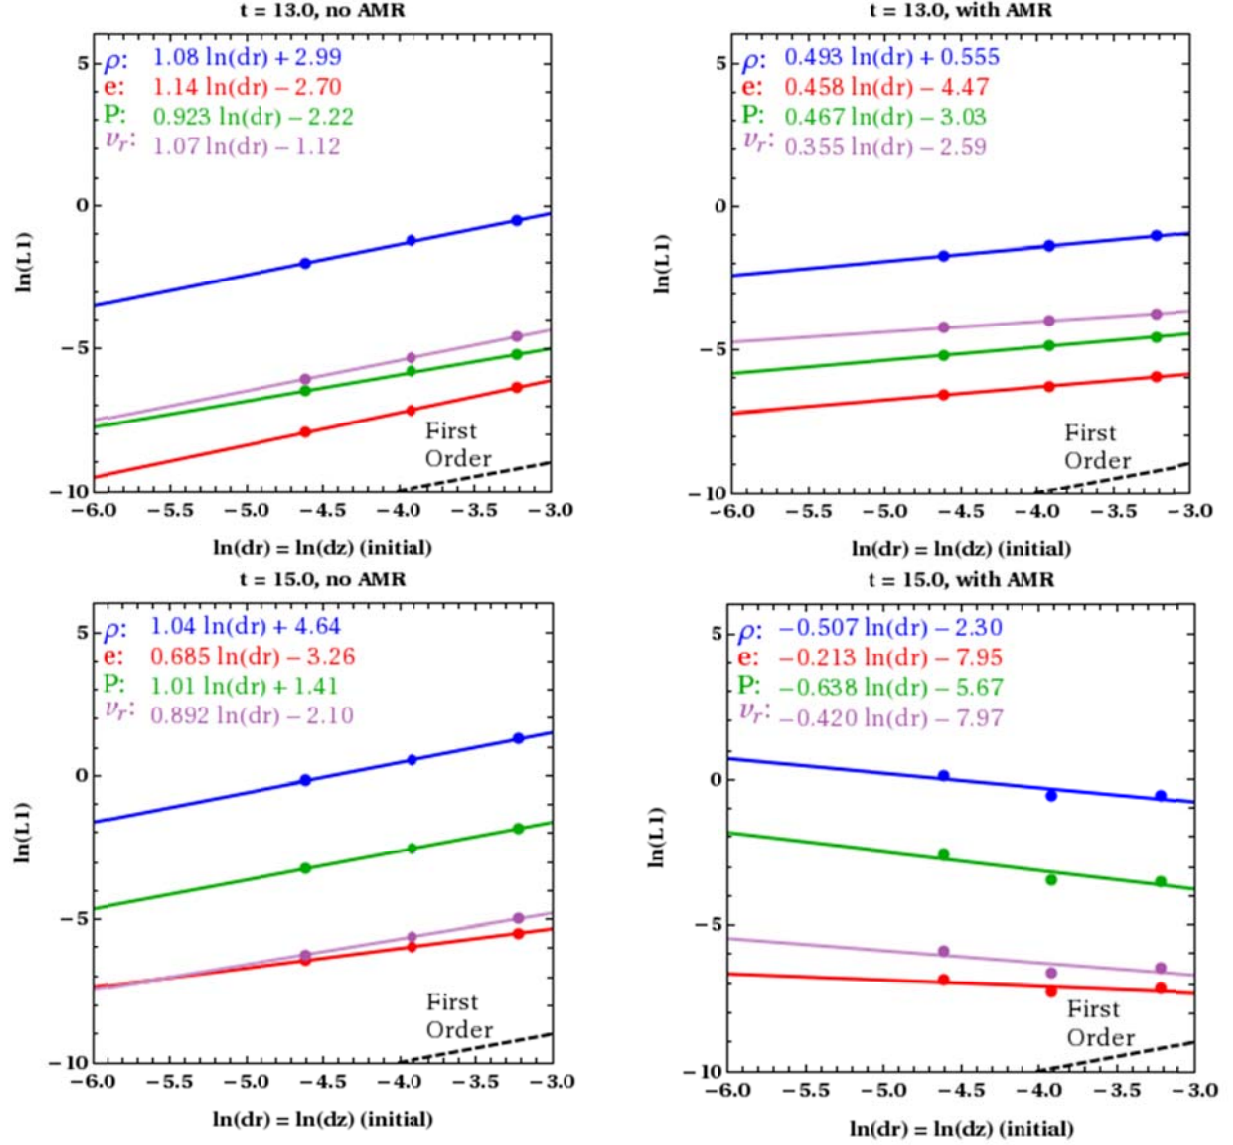 t = 13.0, no AMR
ρ: 1.08 ln(dr) + 2.99
e: 1.14 ln(dr) − 2.70
P: 0.923 ln(dr) − 2.22
νr: 1.07 ln(dr) − 1.12
5
0
−5
−10
ln(L1)
First
Order
−6.0 −5.5 −5.0 −4.5 −4.0 −3.5 −3.0
ln(dr) = ln(dz) (initial)
t = 13.0, with AMR
ρ: 0.493 ln(dr) + 0.555
e: 0.458 ln(dr) − 4.47
P: 0.467 ln(dr) − 3.03
νr: 0.355 ln(dr) − 2.59
5
0
−5
−10
ln(L1)
First
Order
−6.0 −5.5 −5.0 −4.5 −4.0 −3.5 −3.0
ln(dr) = ln(dz) (initial)
t = 15.0, no AMR
ρ: 1.04 ln(dr) + 4.64
e: 0.685 ln(dr) − 3.26
P: 1.01 ln(dr) + 1.41
νr: 0.892 ln(dr) − 2.10
5
0
−5
−10
ln(L1)
First
Order
−6.0 −5.5 −5.0 −4.5 −4.0 −3.5 −3.0
ln(dr) = ln(dz) (initial)
t = 15.0, with AMR
ρ: −0.507 ln(dr) − 2.30
e: −0.213 ln(dr) − 7.95
P: −0.638 ln(dr) − 5.67
νr: −0.420 ln(dr) − 7.97
5
0
−5
−10
ln(L1)
First
Order
−6.0 −5.5 −5.0 −4.5 −4.0 −3.5 −3.0
ln(dr) = ln(dz) (initial)